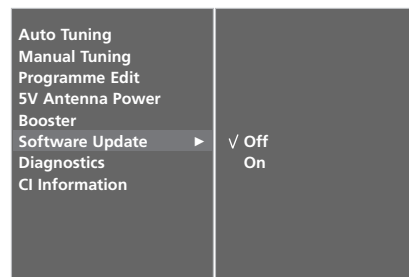 Auto Tuning
Manual Tuning
Programme Edit
5V Antenna Power
Booster
Software Update ► √ Off
Diagnostics On
CI Information